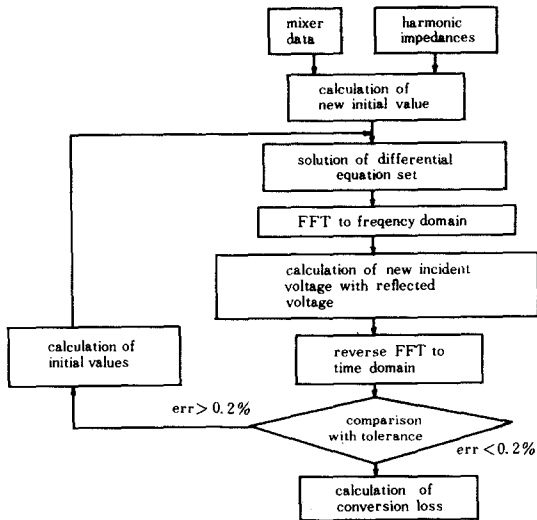 mixer
data
harmonic
impedances
calculation of
new initial value
solution of differential
equation set
FFT to freqency domain
calculation of new incident
voltage with reflected
voltage
calculation of
initial values
reverse FFT to
time domain
err>0.2%
comparison
with tolerance
err<0.2%
calculation of
conversion loss